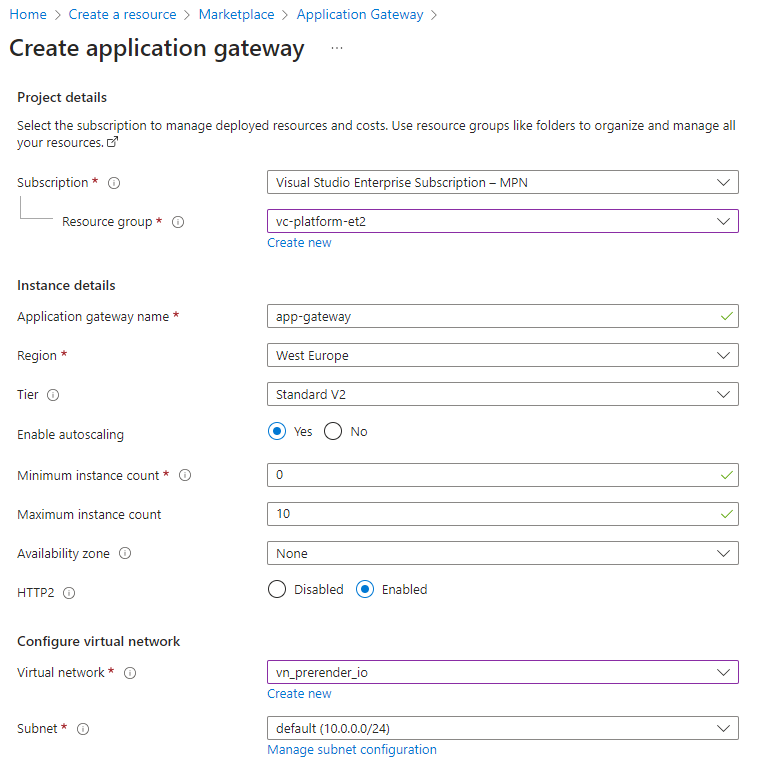 Home > Create a resource > Marketplace > Application Gateway >
Create application gateway ...
Project details
Select the subscription to manage deployed resources and costs. Use resource groups like folders to organize and manage all
your resources.
Subscription * Visual Studio Enterprise Subscription – MPN
Resource group * vc-platform-et2
Create new
Instance details
Application gateway name * app-gateway
Region * West Europe
Tier Standard V2
Enable autoscaling Yes No
Minimum instance count * 0
Maximum instance count 10
Availability zone None
HTTP2 Disabled Enabled
Configure virtual network
Virtual network * vn_prerender_io
Create new
Subnet * default (10.0.0.0/24)
Manage subnet configuration